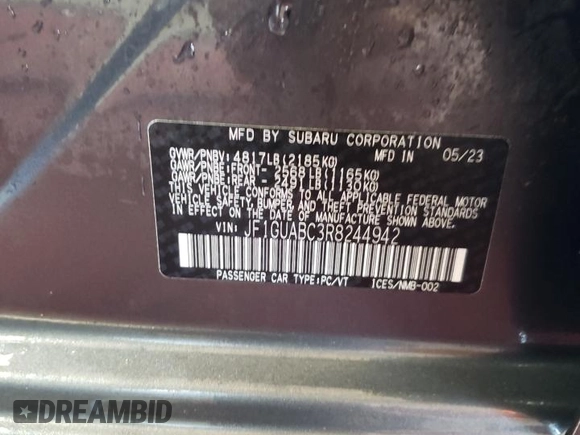 MFD BY SUBARU CORPORATION
GVWR/PNBV:4817LB(2185KG) MFD IN 05/23
GAWR/PNBE:FRONT- 2568LB(1165KG)
GAWR/PNBE:REAR - 2491LB(1130KG)
THIS VEHICLE CONFORMS TO ALL APPLICABLE FEDERAL MOTOR
VEHICLE SAFETY,BUMPER,AND THEFT PREVENTION STANDARDS
IN EFFECT ON THE DATE OF MANUFACTURE SHOWN ABOVE.
VIN: JF1GUABC3R8244942
PASSENGER CAR TYPE:PC/VT ICES/NMB-002
DREAMBID